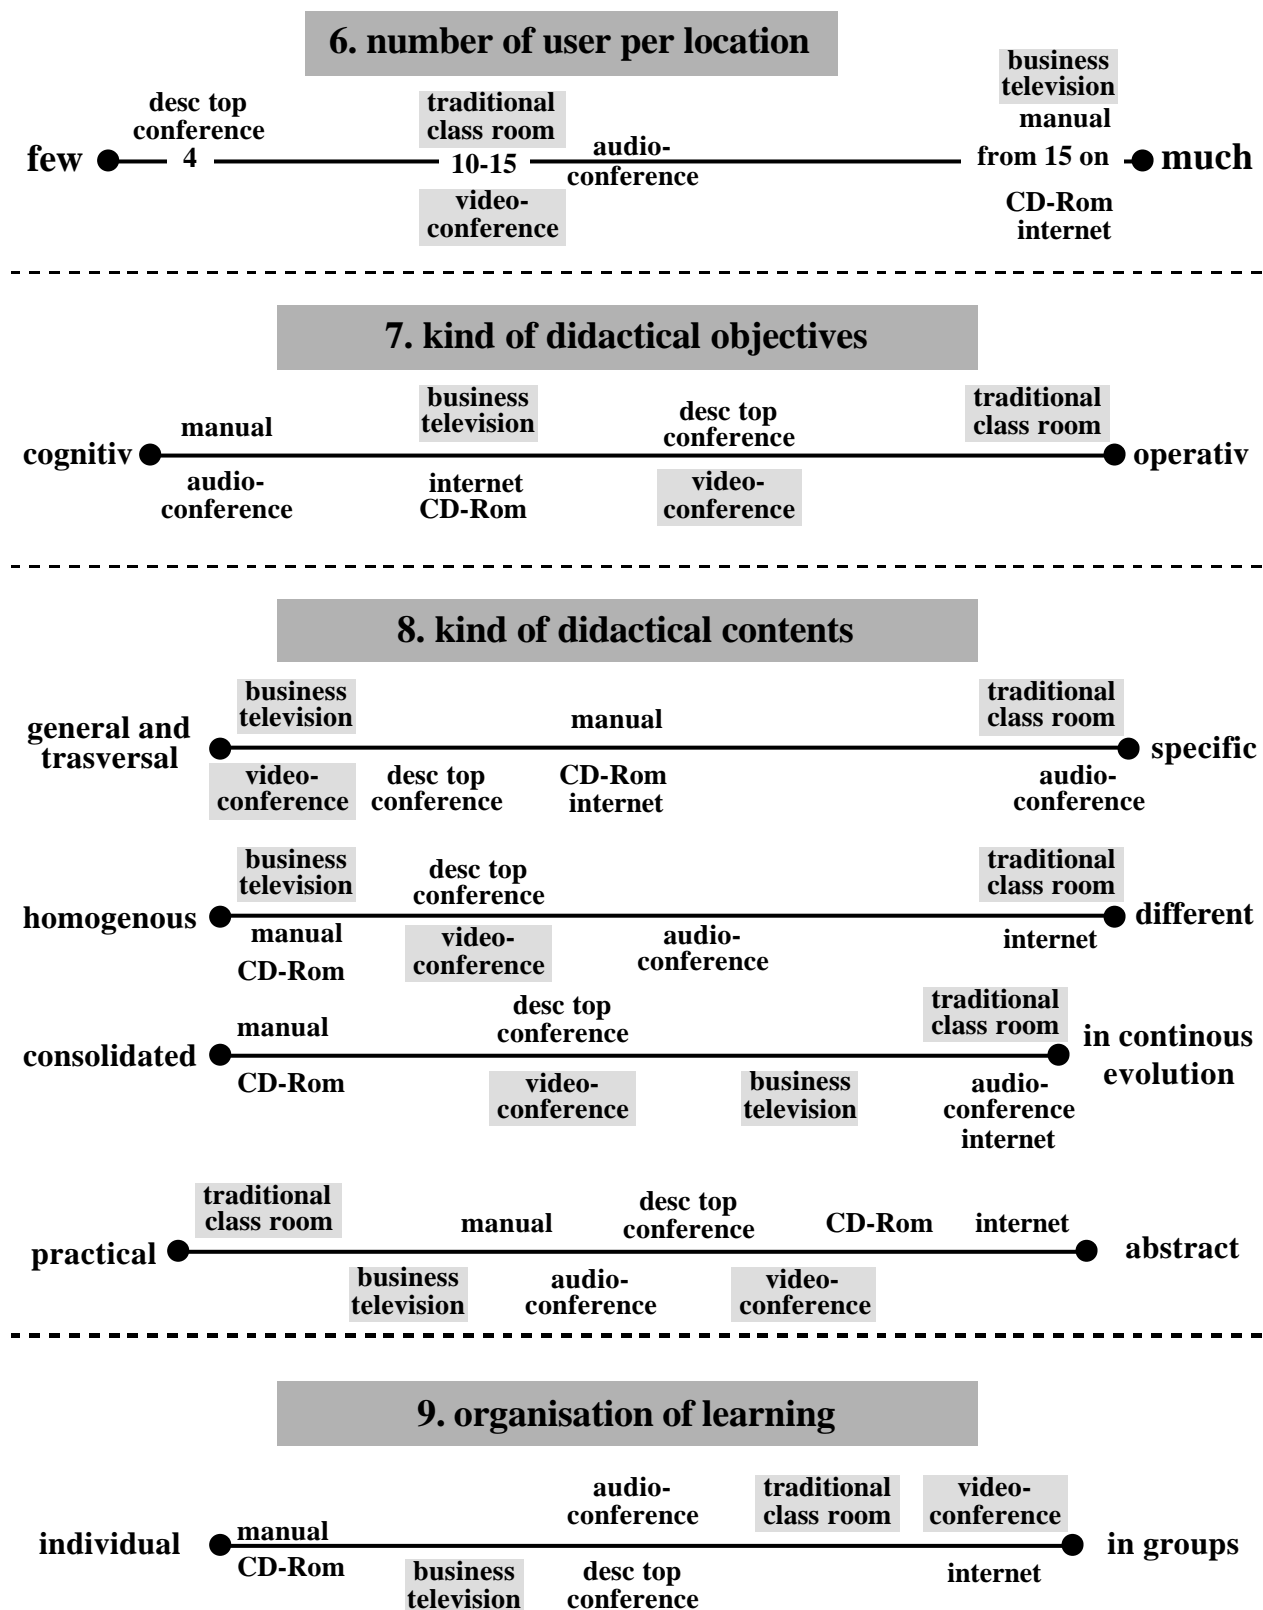 6. number of user per location
business
television
manual
desc top
conference
traditional
class room
few
4
10-15
audio-
conference
from 15 on
much
video-
conference
CD-Rom
internet
7. kind of didactical objectives
manual
business
television
desc top
conference
traditional
class room
cognitiv
operativ
audio-
conference
internet
CD-Rom
video-
conference
8. kind of didactical contents
business
television
manual
traditional
class room
general and
trasversal
specific
video-
conference
desc top
conference
CD-Rom
internet
audio-
conference
business
television
desc top
conference
traditional
class room
homogenous
different
manual
CD-Rom
video-
conference
audio-
conference
internet
manual
desc top
conference
traditional
class room
consolidated
in continous
evolution
CD-Rom
video-
conference
business
television
audio-
conference
internet
traditional
class room
manual
desc top
conference
CD-Rom
internet
practical
abstract
business
television
audio-
conference
video-
conference
9. organisation of learning
manual
audio-
conference
traditional
class room
video-
conference
individual
in groups
CD-Rom
business
television
desc top
conference
internet